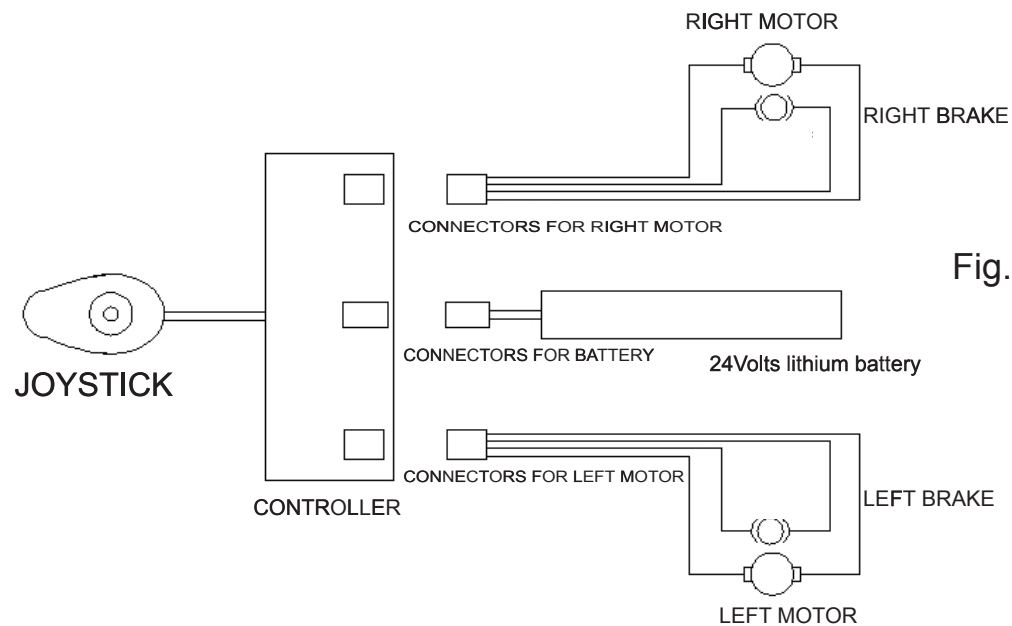 RIGHT MOTOR
RIGHT BRAKE
CONNECTORS FOR RIGHT MOTOR
Fig.
JOYSTICK
CONNECTORS FOR BATTERY
24Volts lithium battery
CONNECTORS FOR LEFT MOTOR
CONTROLLER
LEFT BRAKE
LEFT MOTOR